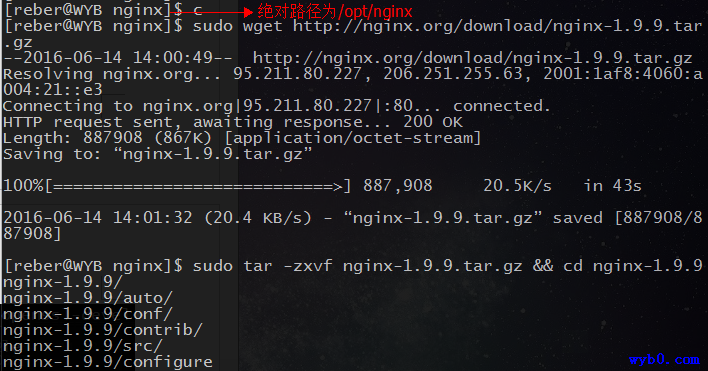 [reber@WYB nginx]$ c 绝对路径为/opt/nginx
[reber@WYB nginx]$ sudo wget http://nginx.org/download/nginx-1.9.9.tar
.gz
--2016-06-14 14:00:49--  http://nginx.org/download/nginx-1.9.9.tar.gz
Resolving nginx.org... 95.211.80.227, 206.251.255.63, 2001:1af8:4060:a
004:21::e3
Connecting to nginx.org|95.211.80.227|:80... connected.
HTTP request sent, awaiting response... 200 OK
Length: 887908 (867K) [application/octet-stream]
Saving to: “nginx-1.9.9.tar.gz”
100%[============================>] 887,908     20.5K/s   in 43s
2016-06-14 14:01:32 (20.4 KB/s) - “nginx-1.9.9.tar.gz” saved [887908/8
87908]
[reber@WYB nginx]$ sudo tar -zxvf nginx-1.9.9.tar.gz && cd nginx-1.9.9
nginx-1.9.9/
nginx-1.9.9/auto/
nginx-1.9.9/conf/
nginx-1.9.9/contrib/
nginx-1.9.9/src/
nginx-1.9.9/configure
wyb0.com